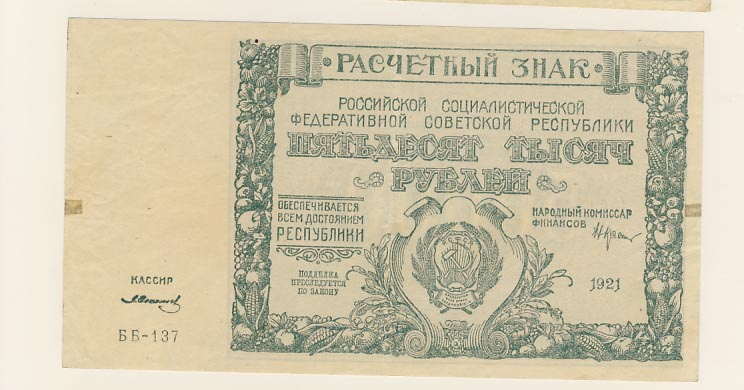 РАСЧЕТНЫЙ ЗНАК
РОССИЙСКОЙ СОЦИАЛИСТИЧЕСКОЙ
ФЕДЕРАТИВНОЙ СОВЕТСКОЙ РЕСПУБЛИКИ
ПЯТЬДЕСЯТ ТЫСЯЧ
РУБЛЕЙ
ОБЕСПЕЧИВАЕТСЯ
ВСЕМ ДОСТОЯНИЕМ
РЕСПУБЛИКИ
ПОДДЕЛКА
ПРЕСЛЕДУЕТСЯ
ПО ЗАКОНУ
НАРОДНЫЙ КОМИССАР
ФИНАНСОВ
1921
КАССИР
ББ-137